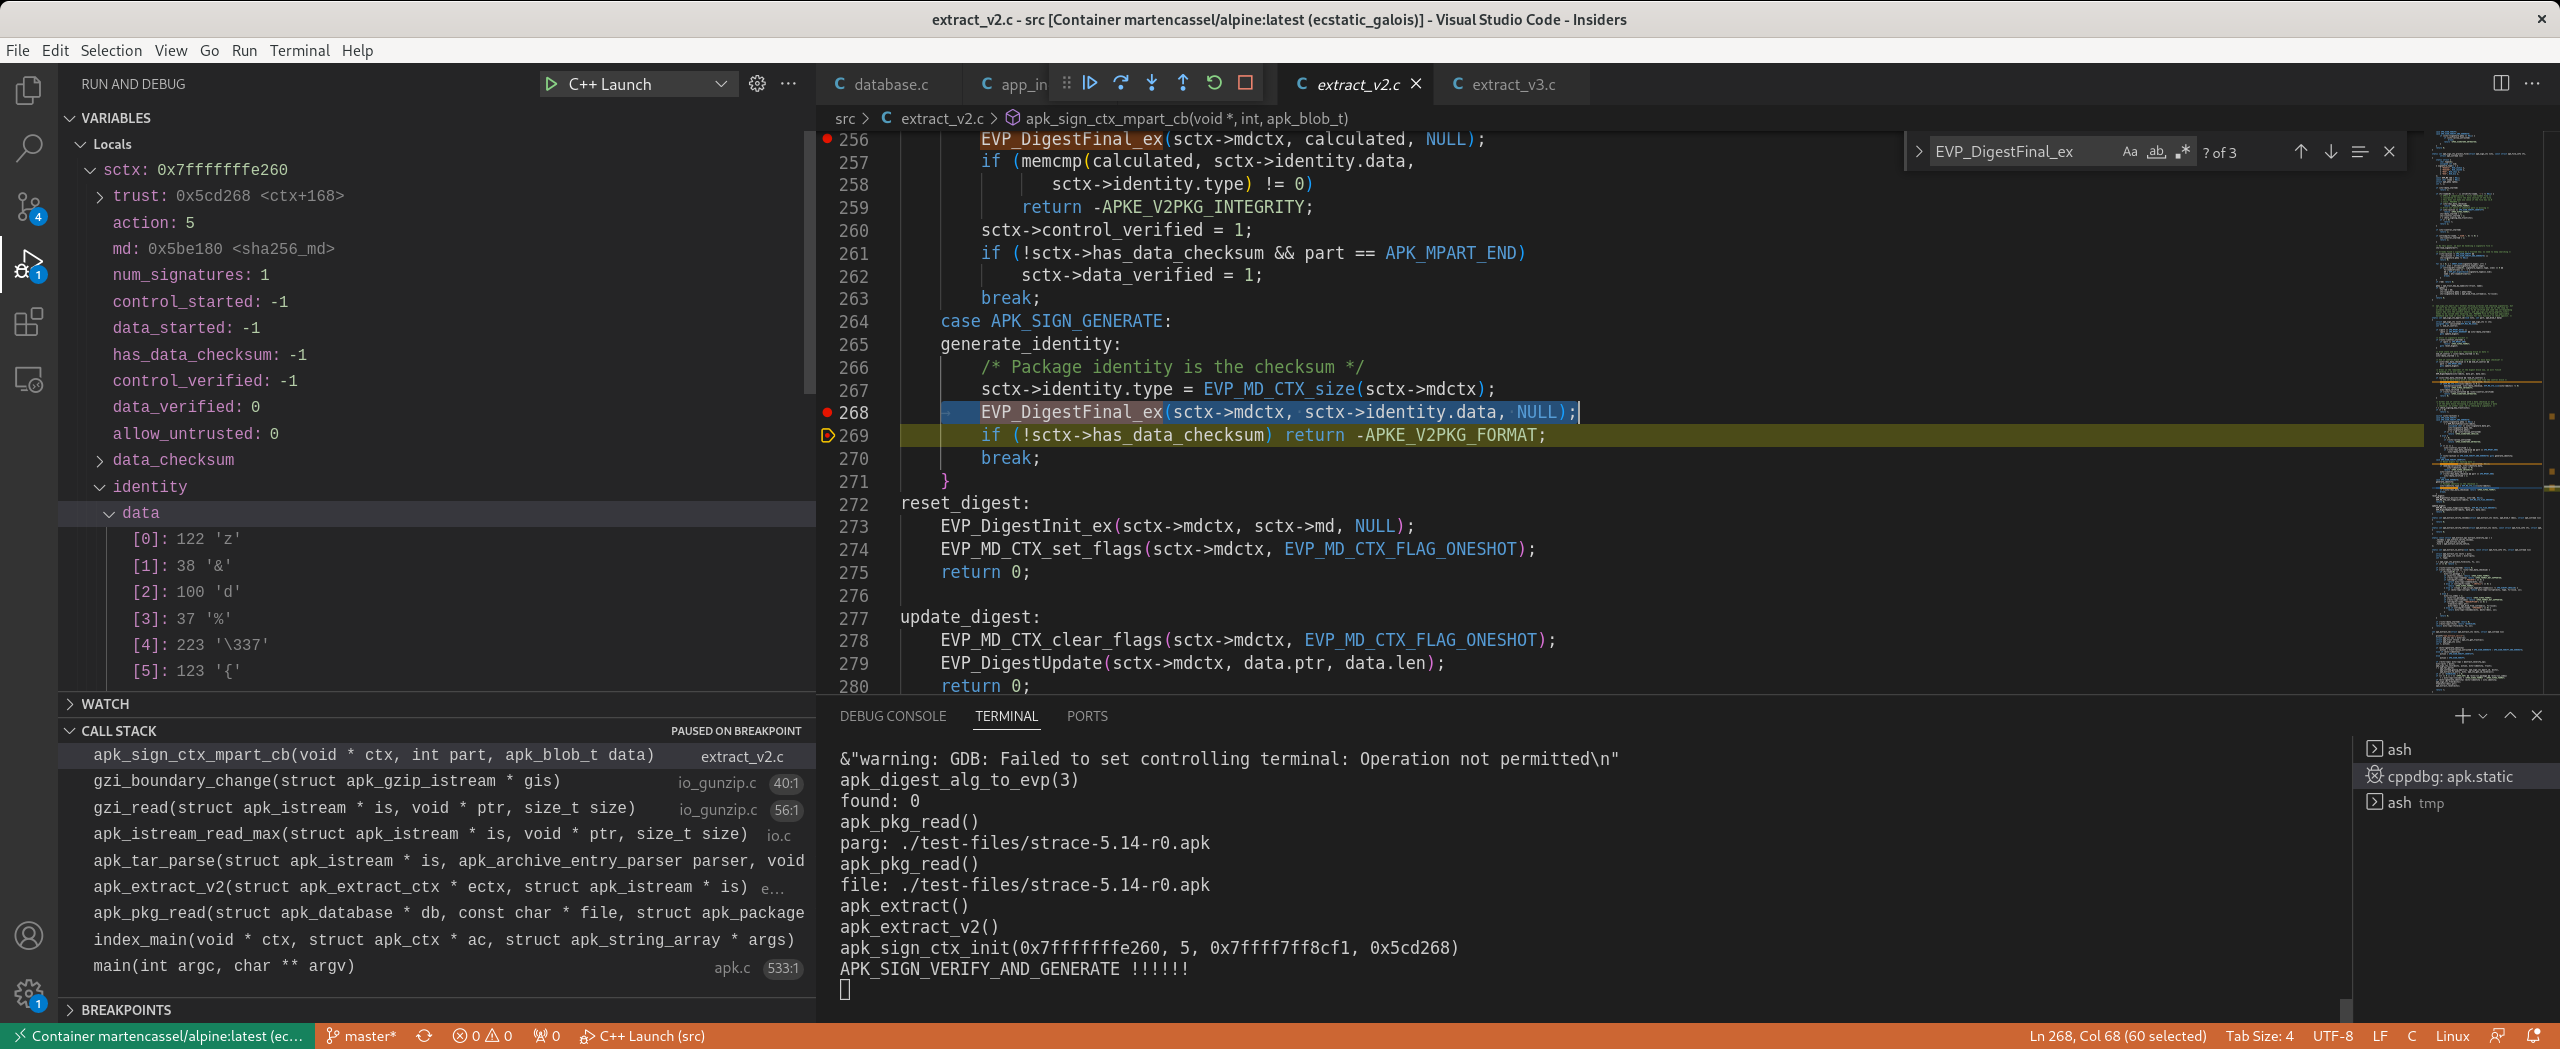 extract_v2.c - src [Container martencassel/alpine:latest (ecstatic_galois)] - Visual Studio Code - Insiders
File Edit Selection View Go Run Terminal Help
RUN AND DEBUG
C++ Launch
VARIABLES
Locals
sctx: 0x7fffffffe260
trust: 0x5cd268 <ctx+168>
action: 5
md: 0x5be180 <sha256_md>
num_signatures: 1
control_started: -1
data_started: -1
has_data_checksum: -1
control_verified: -1
data_verified: 0
allow_untrusted: 0
data_checksum
identity
data
[0]: 122 'z'
[1]: 38 '&'
[2]: 100 'd'
[3]: 37 '%'
[4]: 223 '\337'
[5]: 123 '{'
WATCH
CALL STACK PAUSED ON BREAKPOINT
apk_sign_ctx_mpart_cb(void * ctx, int part, apk_blob_t data) extract_v2.c
gzi_boundary_change(struct apk_gzip_istream * gis) io_gunzip.c 40:1
gzi_read(struct apk_istream * is, void * ptr, size_t size) io_gunzip.c 56:1
apk_istream_read_max(struct apk_istream * is, void * ptr, size_t size) io.c
apk_tar_parse(struct apk_istream * is, apk_archive_entry_parser parser, void
apk_extract_v2(struct apk_extract_ctx * ectx, struct apk_istream * is) e…
apk_pkg_read(struct apk_database * db, const char * file, struct apk_package
index_main(void * ctx, struct apk_ctx * ac, struct apk_string_array * args)
main(int argc, char ** argv) apk.c 533:1
BREAKPOINTS
4
1
1
C database.c C app_in C extract_v2.c C extract_v3.c
src > C extract_v2.c > apk_sign_ctx_mpart_cb(void *, int, apk_blob_t)
EVP_DigestFinal_ex Aa ab .* ? of 3
256 EVP_DigestFinal_ex(sctx->mdctx, calculated, NULL);
257 if (memcmp(calculated, sctx->identity.data,
258 sctx->identity.type) != 0)
259 return -APKE_V2PKG_INTEGRITY;
260 sctx->control_verified = 1;
261 if (!sctx->has_data_checksum && part == APK_MPART_END)
262 sctx->data_verified = 1;
263 break;
264 case APK_SIGN_GENERATE:
265 generate_identity:
266 /* Package identity is the checksum */
267 sctx->identity.type = EVP_MD_CTX_size(sctx->mdctx);
268 EVP_DigestFinal_ex(sctx->mdctx, sctx->identity.data, NULL);
269 if (!sctx->has_data_checksum) return -APKE_V2PKG_FORMAT;
270 break;
271 }
272 reset_digest:
273 EVP_DigestInit_ex(sctx->mdctx, sctx->md, NULL);
274 EVP_MD_CTX_set_flags(sctx->mdctx, EVP_MD_CTX_FLAG_ONESHOT);
275 return 0;
276
277 update_digest:
278 EVP_MD_CTX_clear_flags(sctx->mdctx, EVP_MD_CTX_FLAG_ONESHOT);
279 EVP_DigestUpdate(sctx->mdctx, data.ptr, data.len);
280 return 0;
DEBUG CONSOLE TERMINAL PORTS
&"warning: GDB: Failed to set controlling terminal: Operation not permitted\n"
apk_digest_alg_to_evp(3)
found: 0
apk_pkg_read()
parg: ./test-files/strace-5.14-r0.apk
apk_pkg_read()
file: ./test-files/strace-5.14-r0.apk
apk_extract()
apk_extract_v2()
apk_sign_ctx_init(0x7fffffffe260, 5, 0x7ffff7ff8cf1, 0x5cd268)
APK_SIGN_VERIFY_AND_GENERATE !!!!!!
ash
cppdbg: apk.static
ash tmp
Container martencassel/alpine:latest (ec… master* 0 0 0 C++ Launch (src) Ln 268, Col 68 (60 selected) Tab Size: 4 UTF-8 LF C Linux